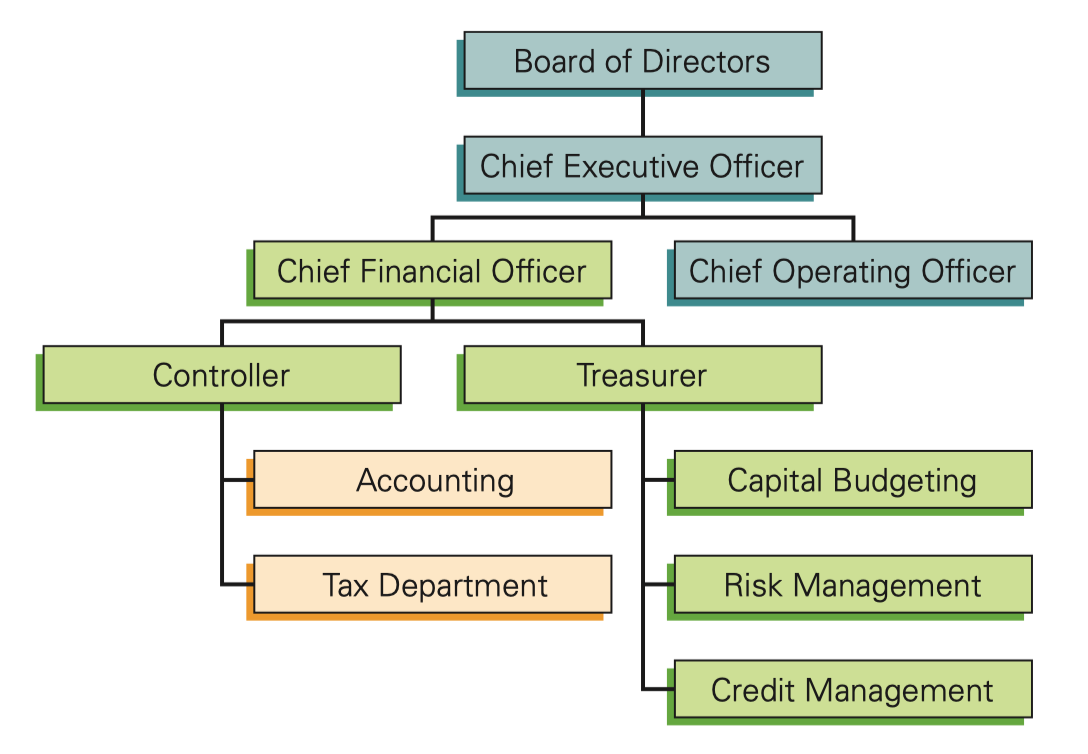 Board of Directors
Chief Executive Officer
Chief Financial Officer
Chief Operating Officer
Controller
Treasurer
Accounting
Capital Budgeting
Tax Department
Risk Management
Credit Management